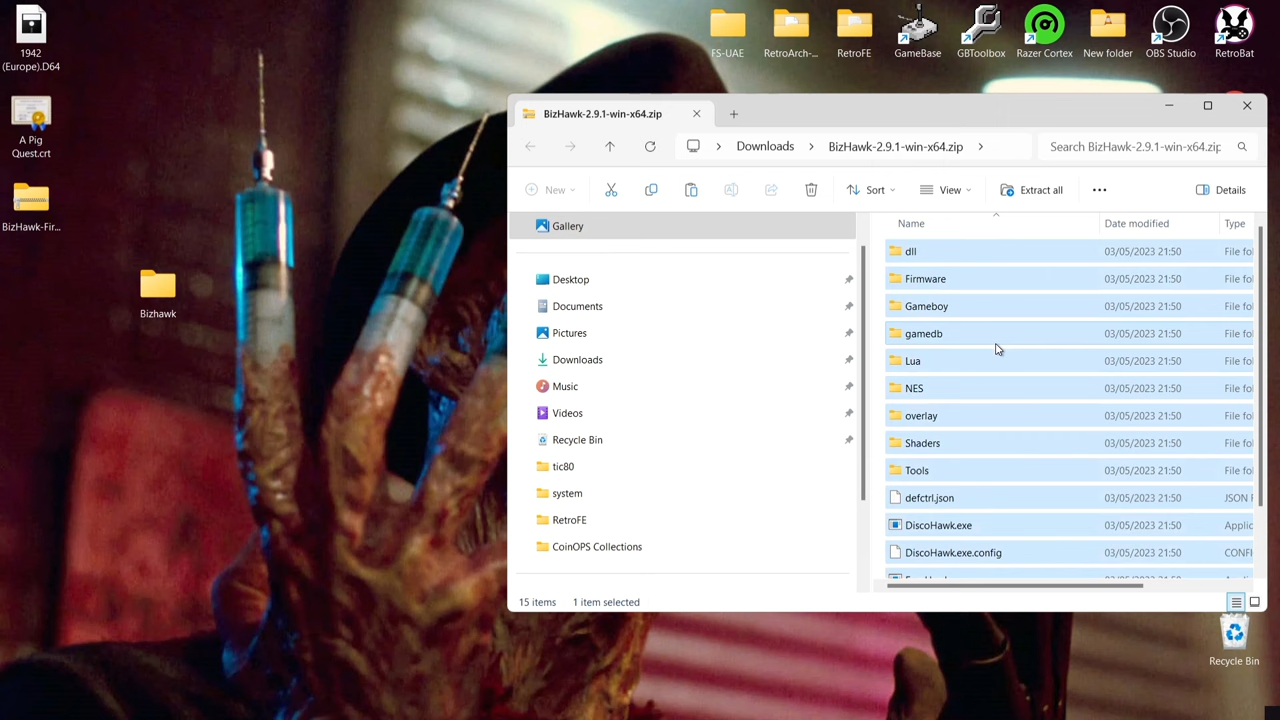 1942
(Europe).D64
A Pig
Quest.crt
BizHawk-Fir...
Bizhawk
FS-UAE
RetroArch-...
RetroFE
GameBase
GBToolbox
Razer Cortex
New folder
OBS Studio
RetroBat
BizHawk-2.9.1-win-x64.zip
Downloads
BizHawk-2.9.1-win-x64.zip
Search BizHawk-2.9.1-win-x64.zip
New
Sort
View
Extract all
Details
Gallery
Desktop
Documents
Pictures
Downloads
Music
Videos
Recycle Bin
tic80
system
RetroFE
CoinOPS Collections
Name Date modified Type
dll 03/05/2023 21:50 File fol
Firmware 03/05/2023 21:50 File fol
Gameboy 03/05/2023 21:50 File fol
gamedb 03/05/2023 21:50 File fol
Lua 03/05/2023 21:50 File fol
NES 03/05/2023 21:50 File fol
overlay 03/05/2023 21:50 File fol
Shaders 03/05/2023 21:50 File fol
Tools 03/05/2023 21:50 File fol
defctrl.json 03/05/2023 21:50 JSON F
DiscoHawk.exe 03/05/2023 21:50 Applic
DiscoHawk.exe.config 03/05/2023 21:50 CONFI
15 items 1 item selected
Recycle Bin